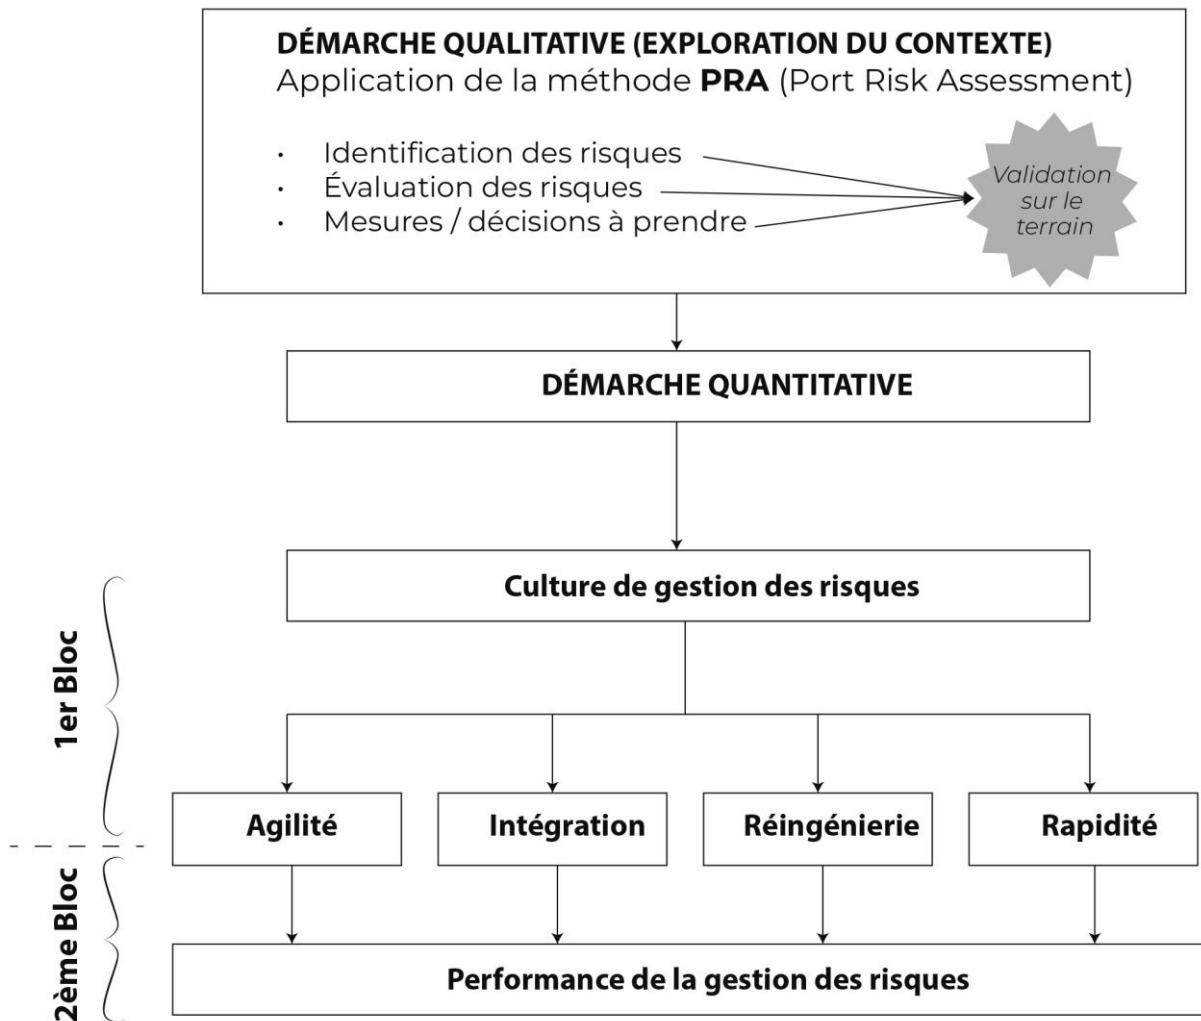 DÉMARCHE QUALITATIVE (EXPLORATION DU CONTEXTE)
Application de la méthode PRA (Port Risk Assessment)
· Identification des risques
· Évaluation des risques
· Mesures / décisions à prendre
Validation
sur le
terrain
DÉMARCHE QUANTITATIVE
Culture de gestion des risques
1er Bloc
Agilité
Intégration
Réingénierie
Rapidité
2ème Bloc
Performance de la gestion des risques